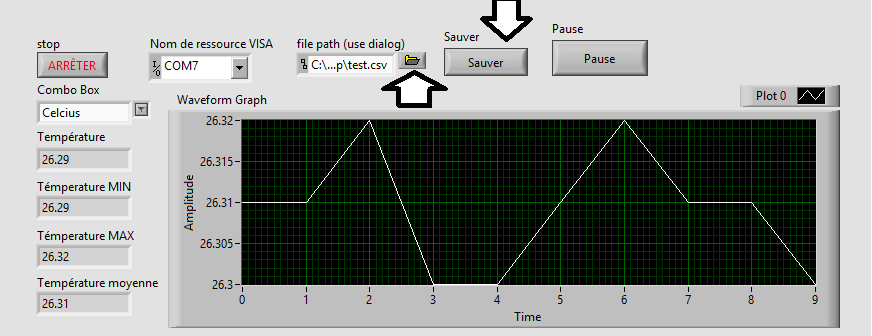 stop
ARRÊTER
Nom de ressource VISA
I/O COM7
file path (use dialog)
C:\...p\test.csv
Sauver
Sauver
Pause
Pause
Combo Box
Celcius
Température
26.29
Témperature MIN
26.29
Témperature MAX
26.32
Température moyenne
26.31
Waveform Graph
Plot 0
Amplitude
26.32
26.315
26.31
26.305
26.3
0 1 2 3 4 5 6 7 8 9
Time